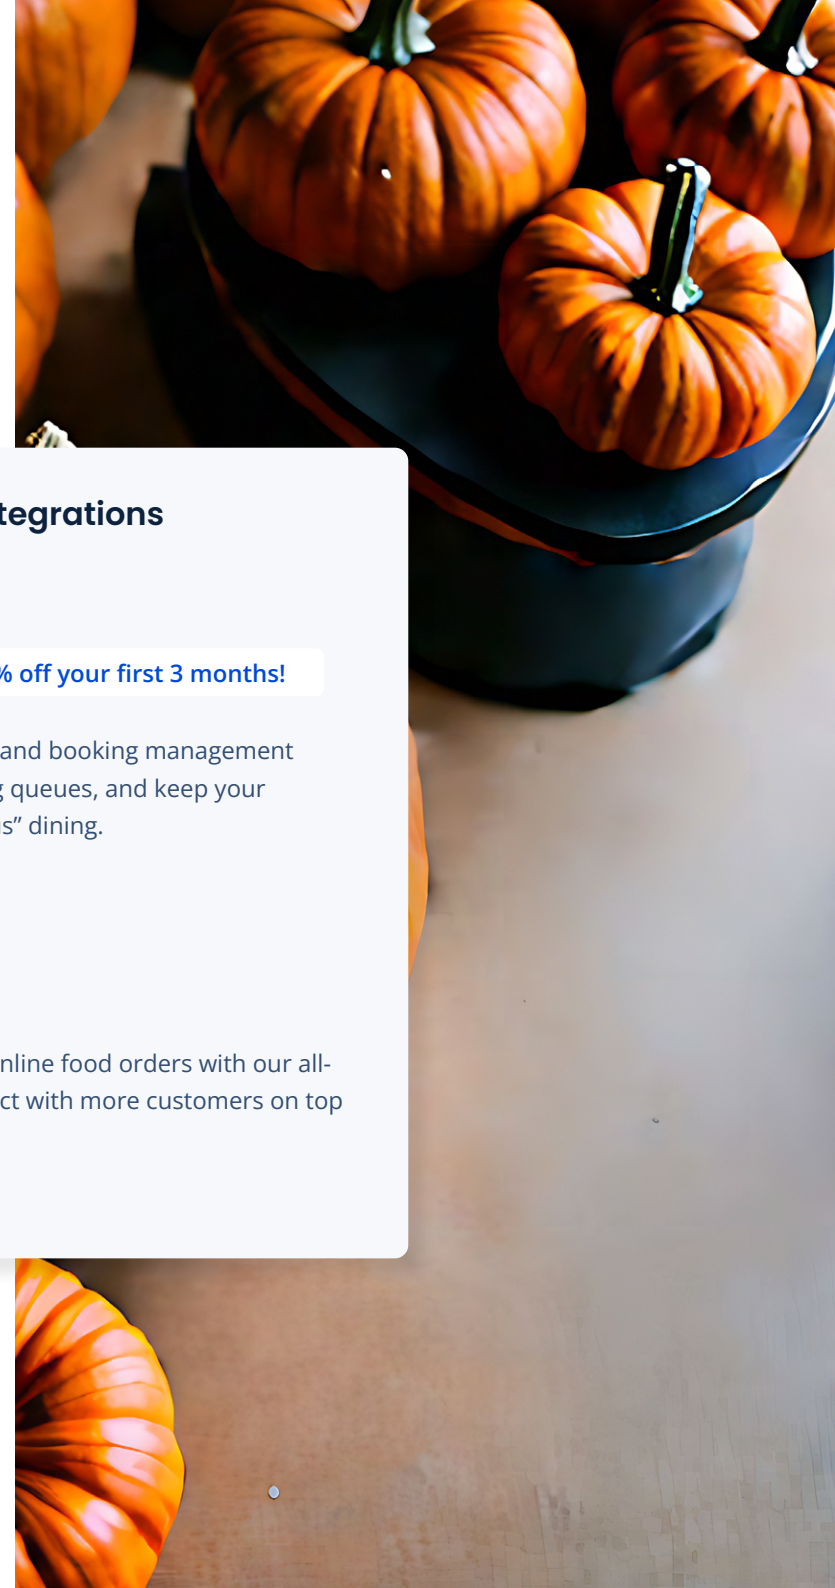 tegrations
% off your first 3 months!
and booking management
g queues, and keep your
s” dining.
nline food orders with our all-
ct with more customers on top